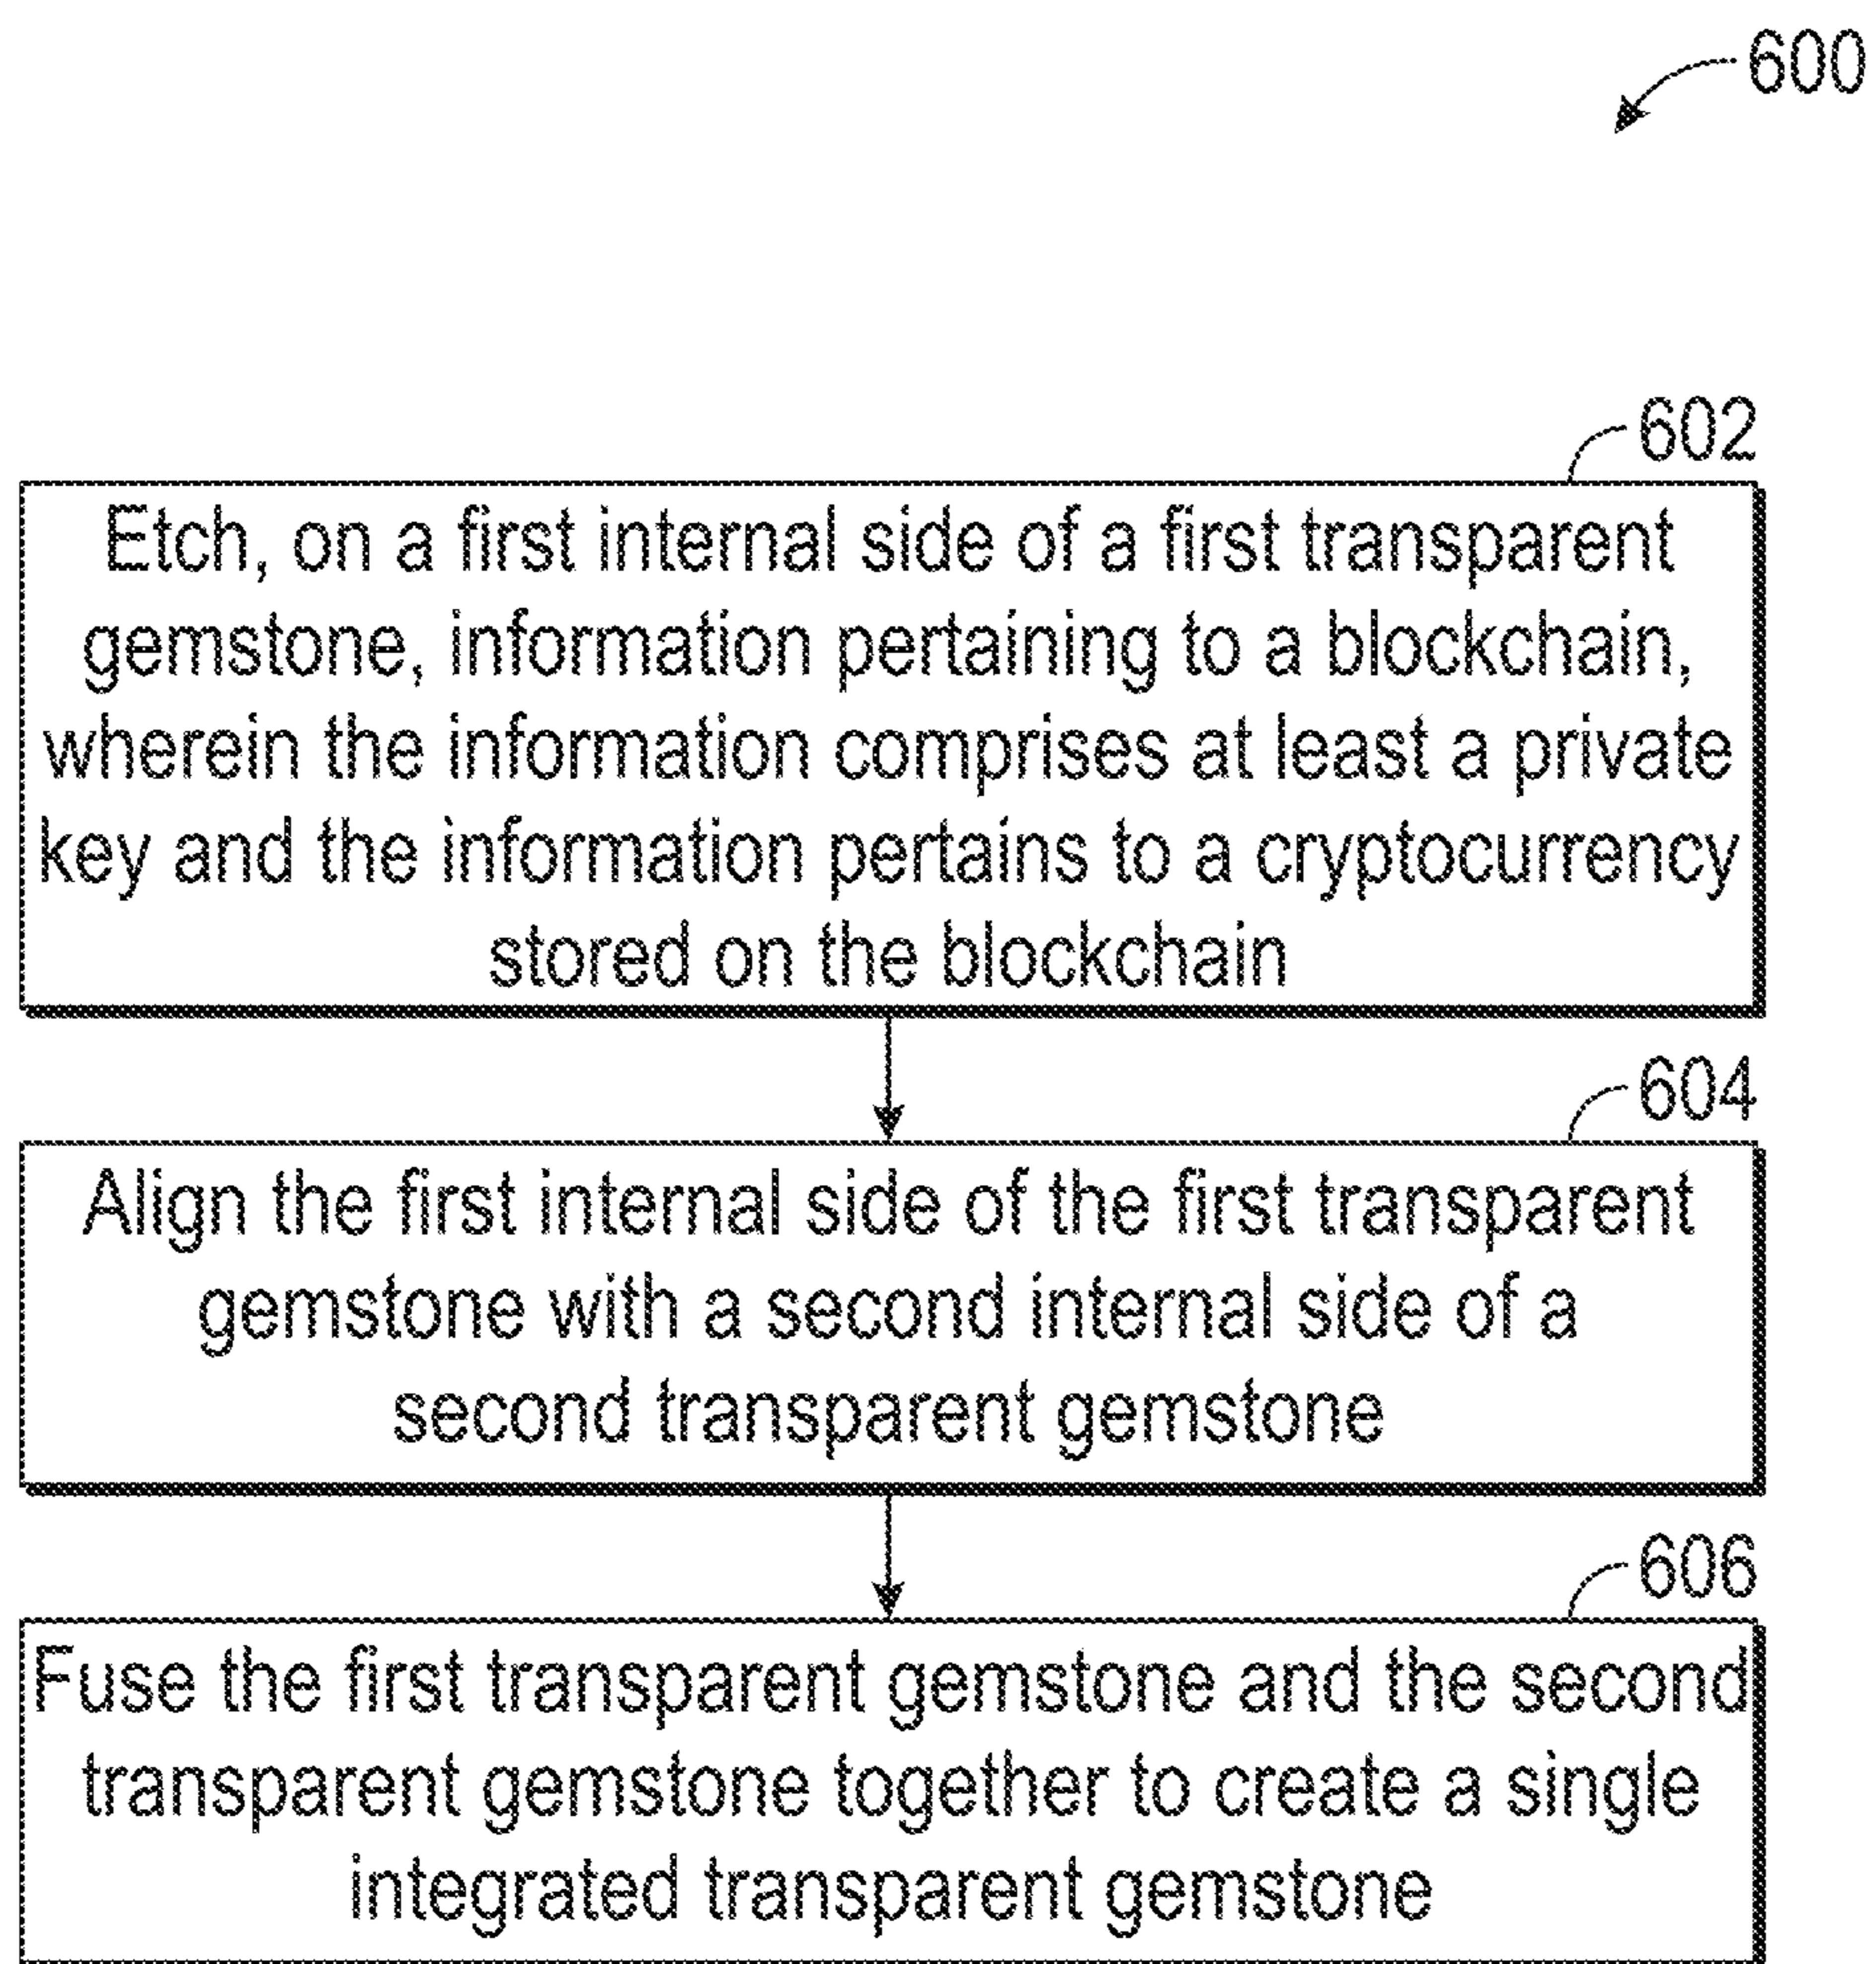 600
602
Etch, on a first internal side of a first transparent
gemstone, information pertaining to a blockchain,
wherein the information comprises at least a private
key and the information pertains to a cryptocurrency
stored on the blockchain
604
Align the first internal side of the first transparent
gemstone with a second internal side of a
second transparent gemstone
606
Fuse the first transparent gemstone and the second
transparent gemstone together to create a single
integrated transparent gemstone